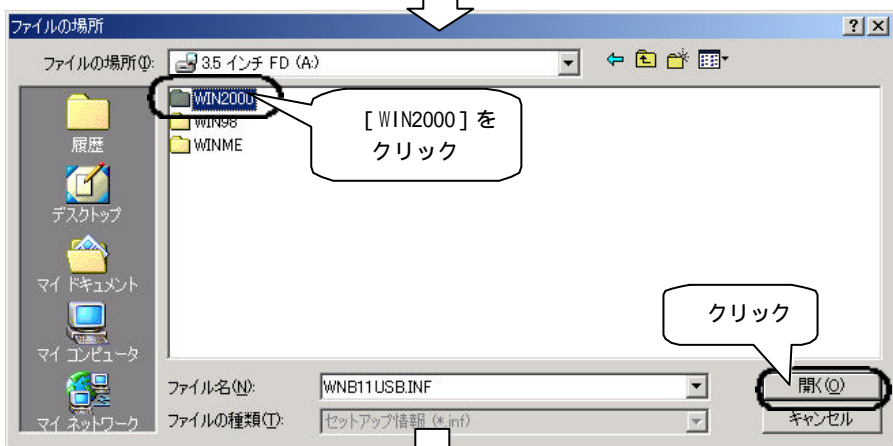 ファイルの場所
ファイルの場所(I):
3.5 インチ FD (A:)
WIN2000
WIN98
WINME
[WIN2000]を
クリック
履歴
デスクトップ
マイ ドキュメント
マイ コンピュータ
マイ ネットワーク
クリック
ファイル名(N):
WNB11USB.INF
開く(O)
ファイルの種類(T):
セットアップ情報 (*.inf)
キャンセル